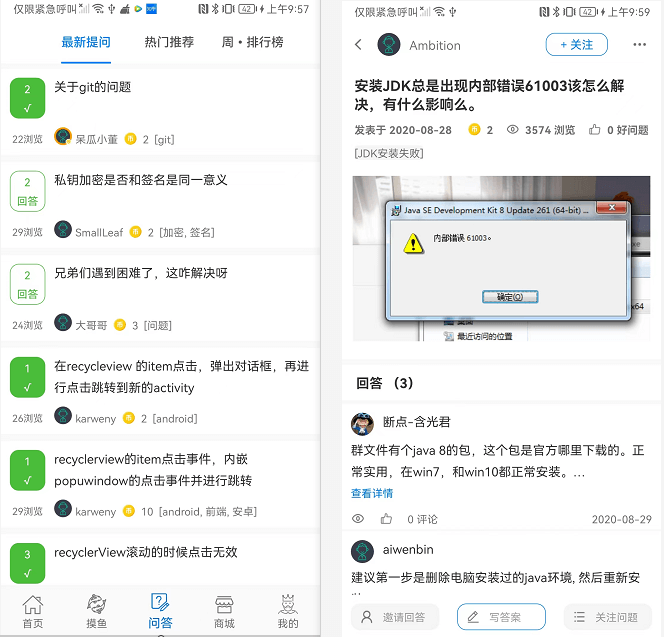 仅限紧急呼叫
42
上午9:57
最新提问
热门推荐
周·排行榜
2
√
关于git的问题
22浏览
呆瓜小董
币
2
[git]
2
回答
私钥加密是否和签名是同一意义
29浏览
SmallLeaf
币
2
[加密, 签名]
2
回答
兄弟们遇到困难了，这咋解决呀
24浏览
大哥哥
币
3
[问题]
1
√
在recycleview 的item点击，弹出对话框，再进
行点击跳转到新的activity
26浏览
karweny
币
2
[android]
1
√
recyclerview的item点击事件，内嵌
popuwindow的点击事件并进行跳转
29浏览
karweny
币
10
[android, 前端, 安卓]
3
√
recyclerView滚动的时候点击无效
首页
摸鱼
问答
商城
我的
仅限紧急呼叫
42
上午9:59
Ambition
+ 关注
安装JDK总是出现内部错误61003该怎么解
决，有什么影响么。
发表于 2020-08-28
币
2
3574 浏览
0 好问题
[JDK安装失败]
Java SE Development Kit 8 Update 261 (64-bit) ...
内部错误 61003。
确定(O)
x64
最近访问的位置
回答 （3）
断点-含光君
群文件有个java 8的包，这个包是官方哪里下载的。正
常实用，在win7，和win10都正常安装。...
查看详情
0 评论
2020-08-29
aiwenbin
建议第一步是删除电脑安装过的java环境, 然后重新安
邀请回答
写答案
关注问题